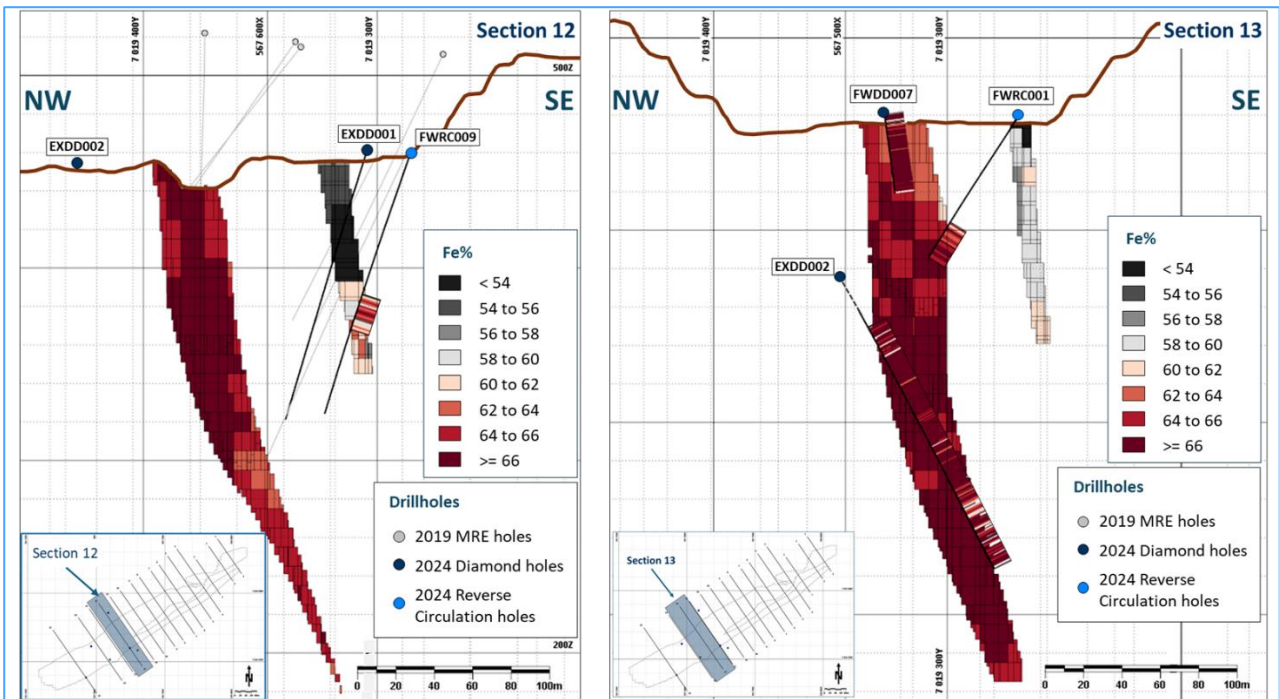 7 019 400Y
567 600X
7 019 300Y
Section 12
500Z
NW
SE
EXDD002
EXDD001
FWRC009
Fe%
< 54
54 to 56
56 to 58
58 to 60
60 to 62
62 to 64
64 to 66
>= 66
Drillholes
2019 MRE holes
2024 Diamond holes
2024 Reverse
Circulation holes
Section 12
N
200Z
0 20 40 60 80 100m
7 019 400Y
567 500X
7 019 300Y
Section 13
NW
SE
FWDD007
FWRC001
EXDD002
Fe%
< 54
54 to 56
56 to 58
58 to 60
60 to 62
62 to 64
64 to 66
>= 66
Drillholes
2019 MRE holes
2024 Diamond holes
2024 Reverse
Circulation holes
Section 13
N
7 019 300Y
0 20 40 60 80 100m